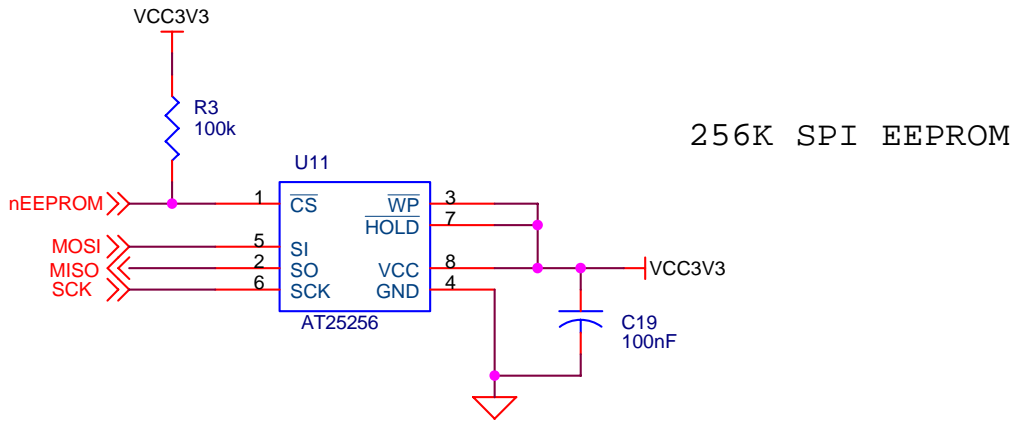 VCC3V3
R3
100k
256K SPI EEPROM
U11
nEEPROM
1
CS
WP
3
HOLD
7
MOSI
5
SI
MISO
2
SO
VCC
8
VCC3V3
SCK
6
SCK
GND
4
AT25256
C19
100nF